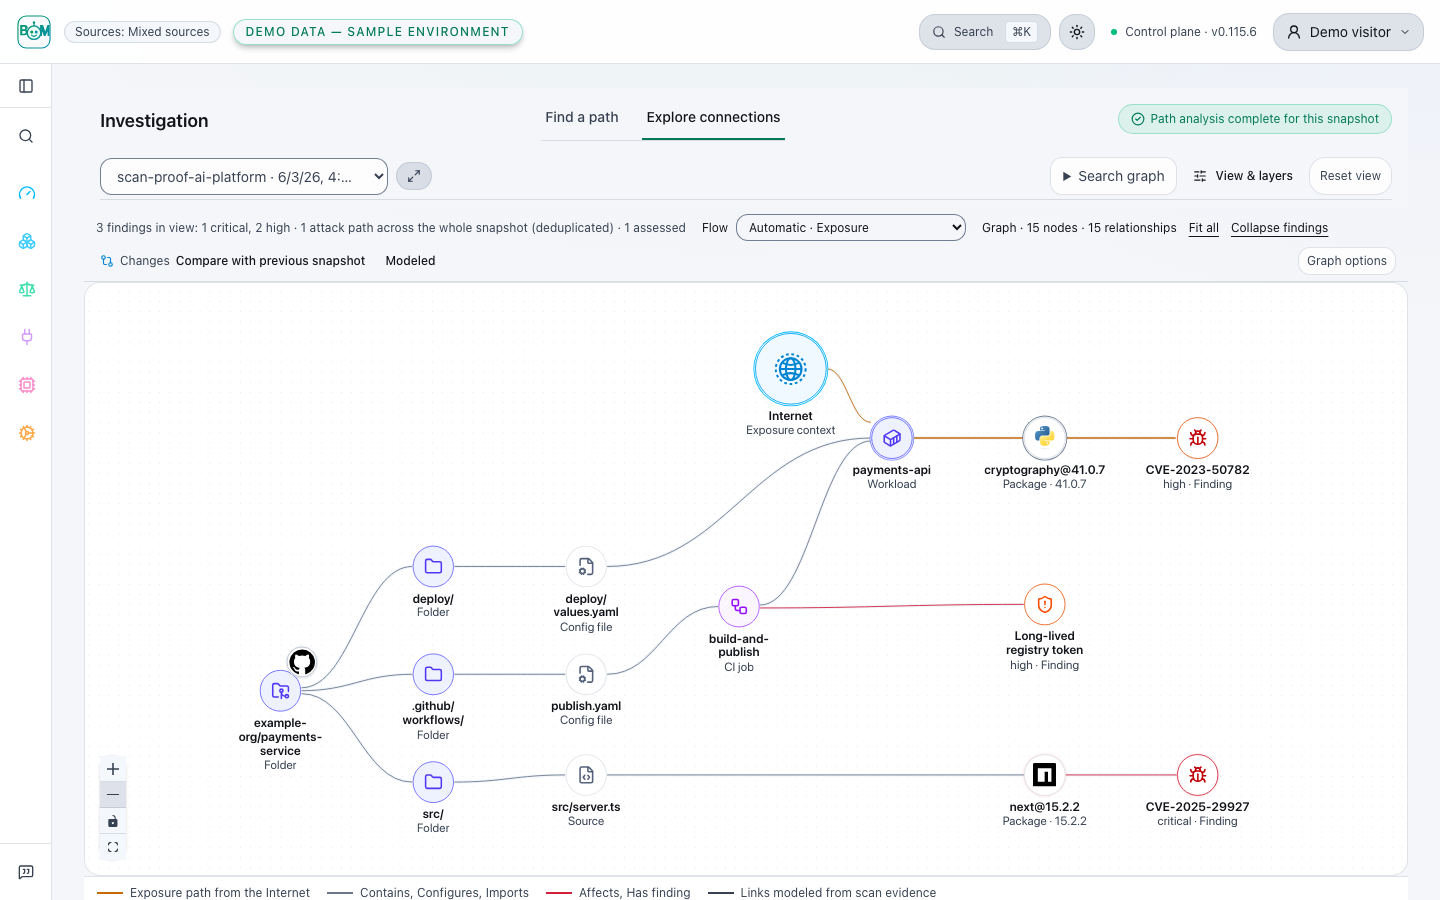 BOM
Sources: Mixed sources
DEMO DATA — SAMPLE ENVIRONMENT
Search
⌘K
Control plane · v0.115.6
Demo visitor
Investigation
Find a path
Explore connections
Path analysis complete for this snapshot
scan-proof-ai-platform · 6/3/26, 4:...
Search graph
View & layers
Reset view
3 findings in view: 1 critical, 2 high · 1 attack path across the whole snapshot (deduplicated) · 1 assessed
Flow
Automatic · Exposure
Graph · 15 nodes · 15 relationships
Fit all
Collapse findings
Changes
Compare with previous snapshot
Modeled
Graph options
Internet
Exposure context
payments-api
Workload
cryptography@41.0.7
Package · 41.0.7
CVE-2023-50782
high · Finding
deploy/
Folder
deploy/
values.yaml
Config file
build-and-
publish
CI job
Long-lived
registry token
high · Finding
example-
org/payments-
service
Folder
.github/
workflows/
Folder
publish.yaml
Config file
src/
Folder
src/server.ts
Source
next@15.2.2
Package · 15.2.2
CVE-2025-29927
critical · Finding
Exposure path from the Internet
Contains, Configures, Imports
Affects, Has finding
Links modeled from scan evidence